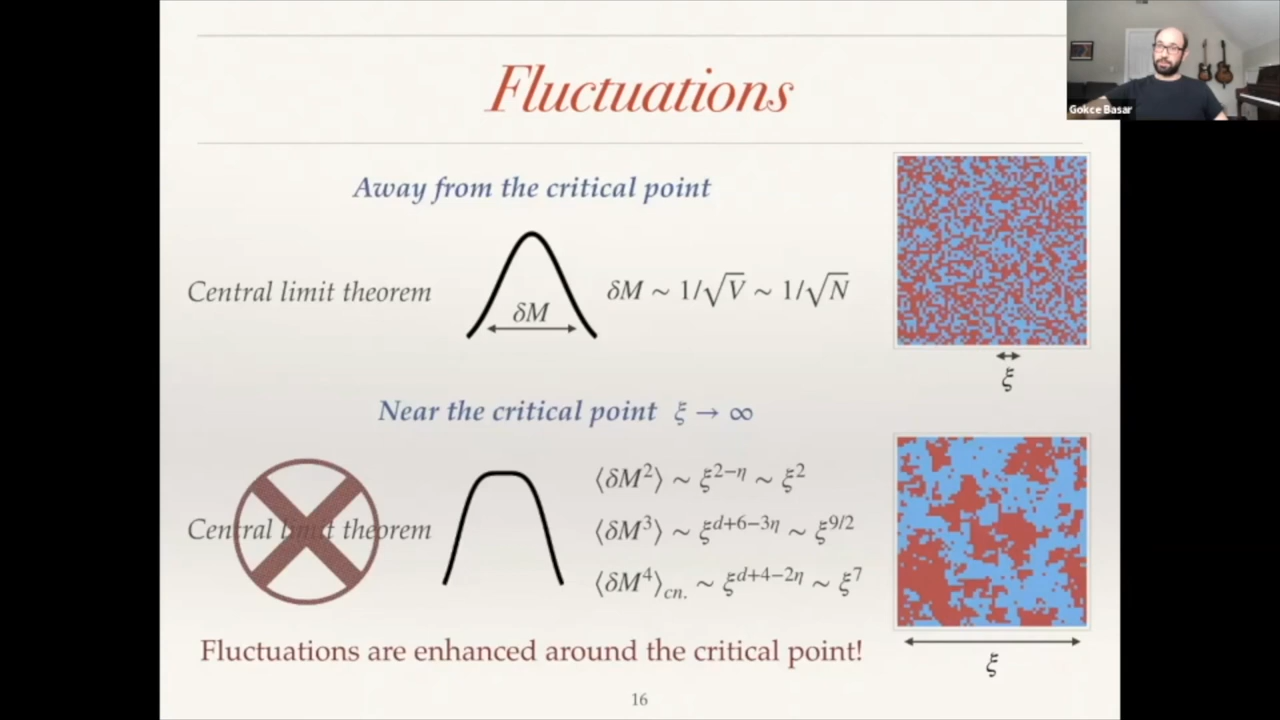 Fluctuations
Gokce Basar
Away from the critical point
Central limit theorem
δM
δM ~ 1/√V ~ 1/√N
ξ
Near the critical point ξ → ∞
⟨δM²⟩ ~ ξ^{2−η} ~ ξ²
Central limit theorem
⟨δM³⟩ ~ ξ^{d+6−3η} ~ ξ^{9/2}
⟨δM⁴⟩_{cn.} ~ ξ^{d+4−2η} ~ ξ⁷
Fluctuations are enhanced around the critical point!
ξ
16